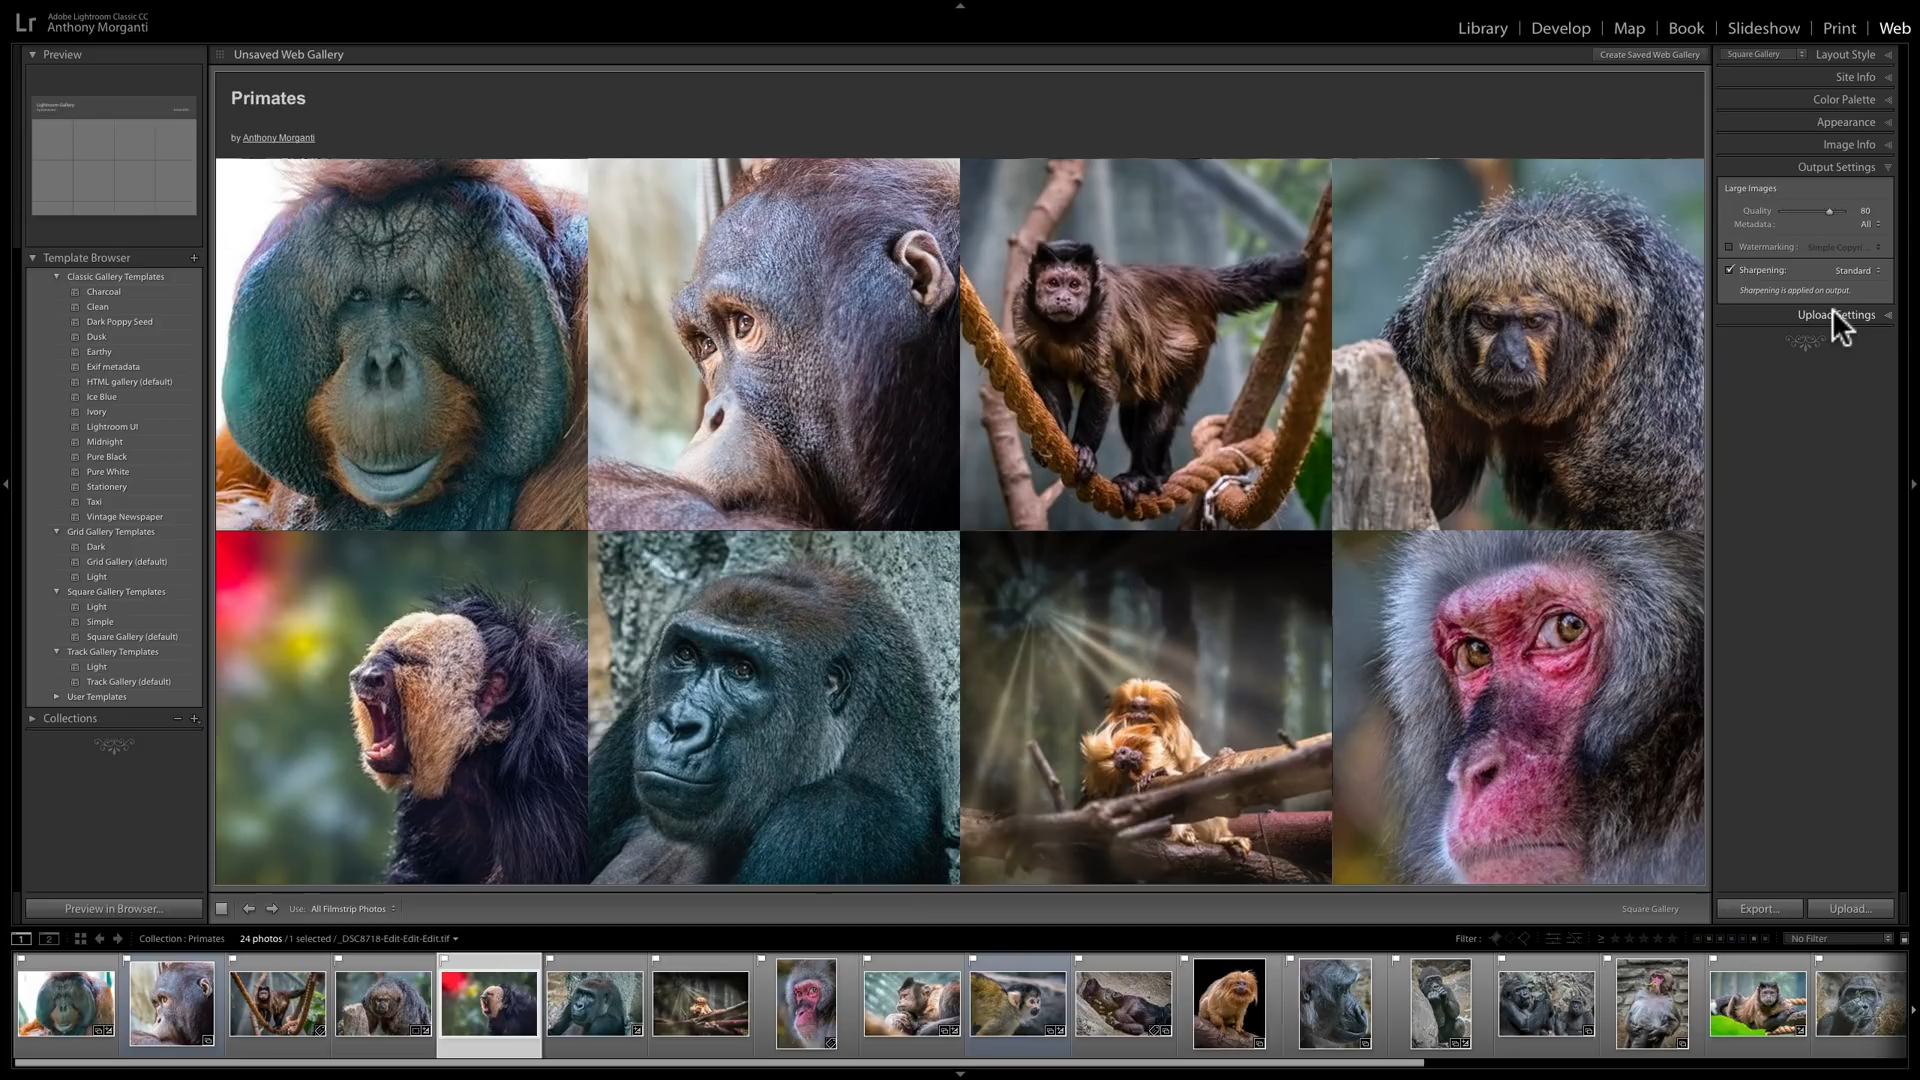 Lr
Adobe Lightroom Classic CC
Anthony Morganti
Library | Develop | Map | Book | Slideshow | Print | Web
Preview
Lightroom Gallery
Template Browser
Classic Gallery Templates
Charcoal
Clean
Dark Poppy Seed
Dusk
Earthy
Exif metadata
HTML gallery (default)
Ice Blue
Ivory
Lightroom UI
Midnight
Pure Black
Pure White
Stationery
Taxi
Vintage Newspaper
Grid Gallery Templates
Dark
Grid Gallery (default)
Light
Square Gallery Templates
Light
Simple
Square Gallery (default)
Track Gallery Templates
Light
Track Gallery (default)
User Templates
Collections
Preview in Browser...
Unsaved Web Gallery
Create Saved Web Gallery
Primates
by Anthony Morganti
Use: All Filmstrip Photos
Square Gallery
Square Gallery Layout Style
Site Info
Color Palette
Appearance
Image Info
Output Settings
Large Images
Quality 80
Metadata: All
Watermarking: Simple Copyri...
Sharpening: Standard
Sharpening is applied on output.
Upload Settings
Export...
Upload...
1 2
Collection : Primates
24 photos / 1 selected / _DSC8718-Edit-Edit-Edit.tif
Filter :
≥
No Filter